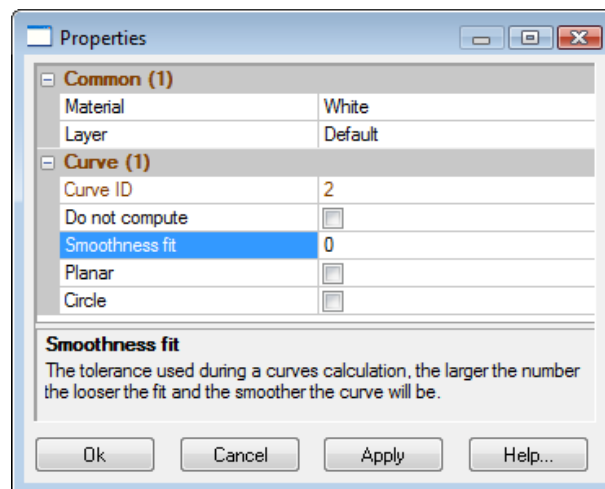 Properties
Common (1)
Material White
Layer Default
Curve (1)
Curve ID 2
Do not compute
Smoothness fit 0
Planar
Circle
Smoothness fit
The tolerance used during a curves calculation, the larger the number
the looser the fit and the smoother the curve will be.
Ok Cancel Apply Help...